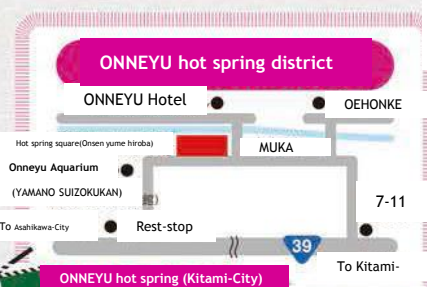 ONNEYU hot spring district
ONNEYU Hotel
OEHONKE
Hot spring square(Onsen yume hiroba)
MUKA
Onneyu Aquarium
(YAMANO SUIZOKUKAN)
7-11
To Asahikawa-City
Rest-stop
39
To Kitami-
ONNEYU hot spring (Kitami-City)